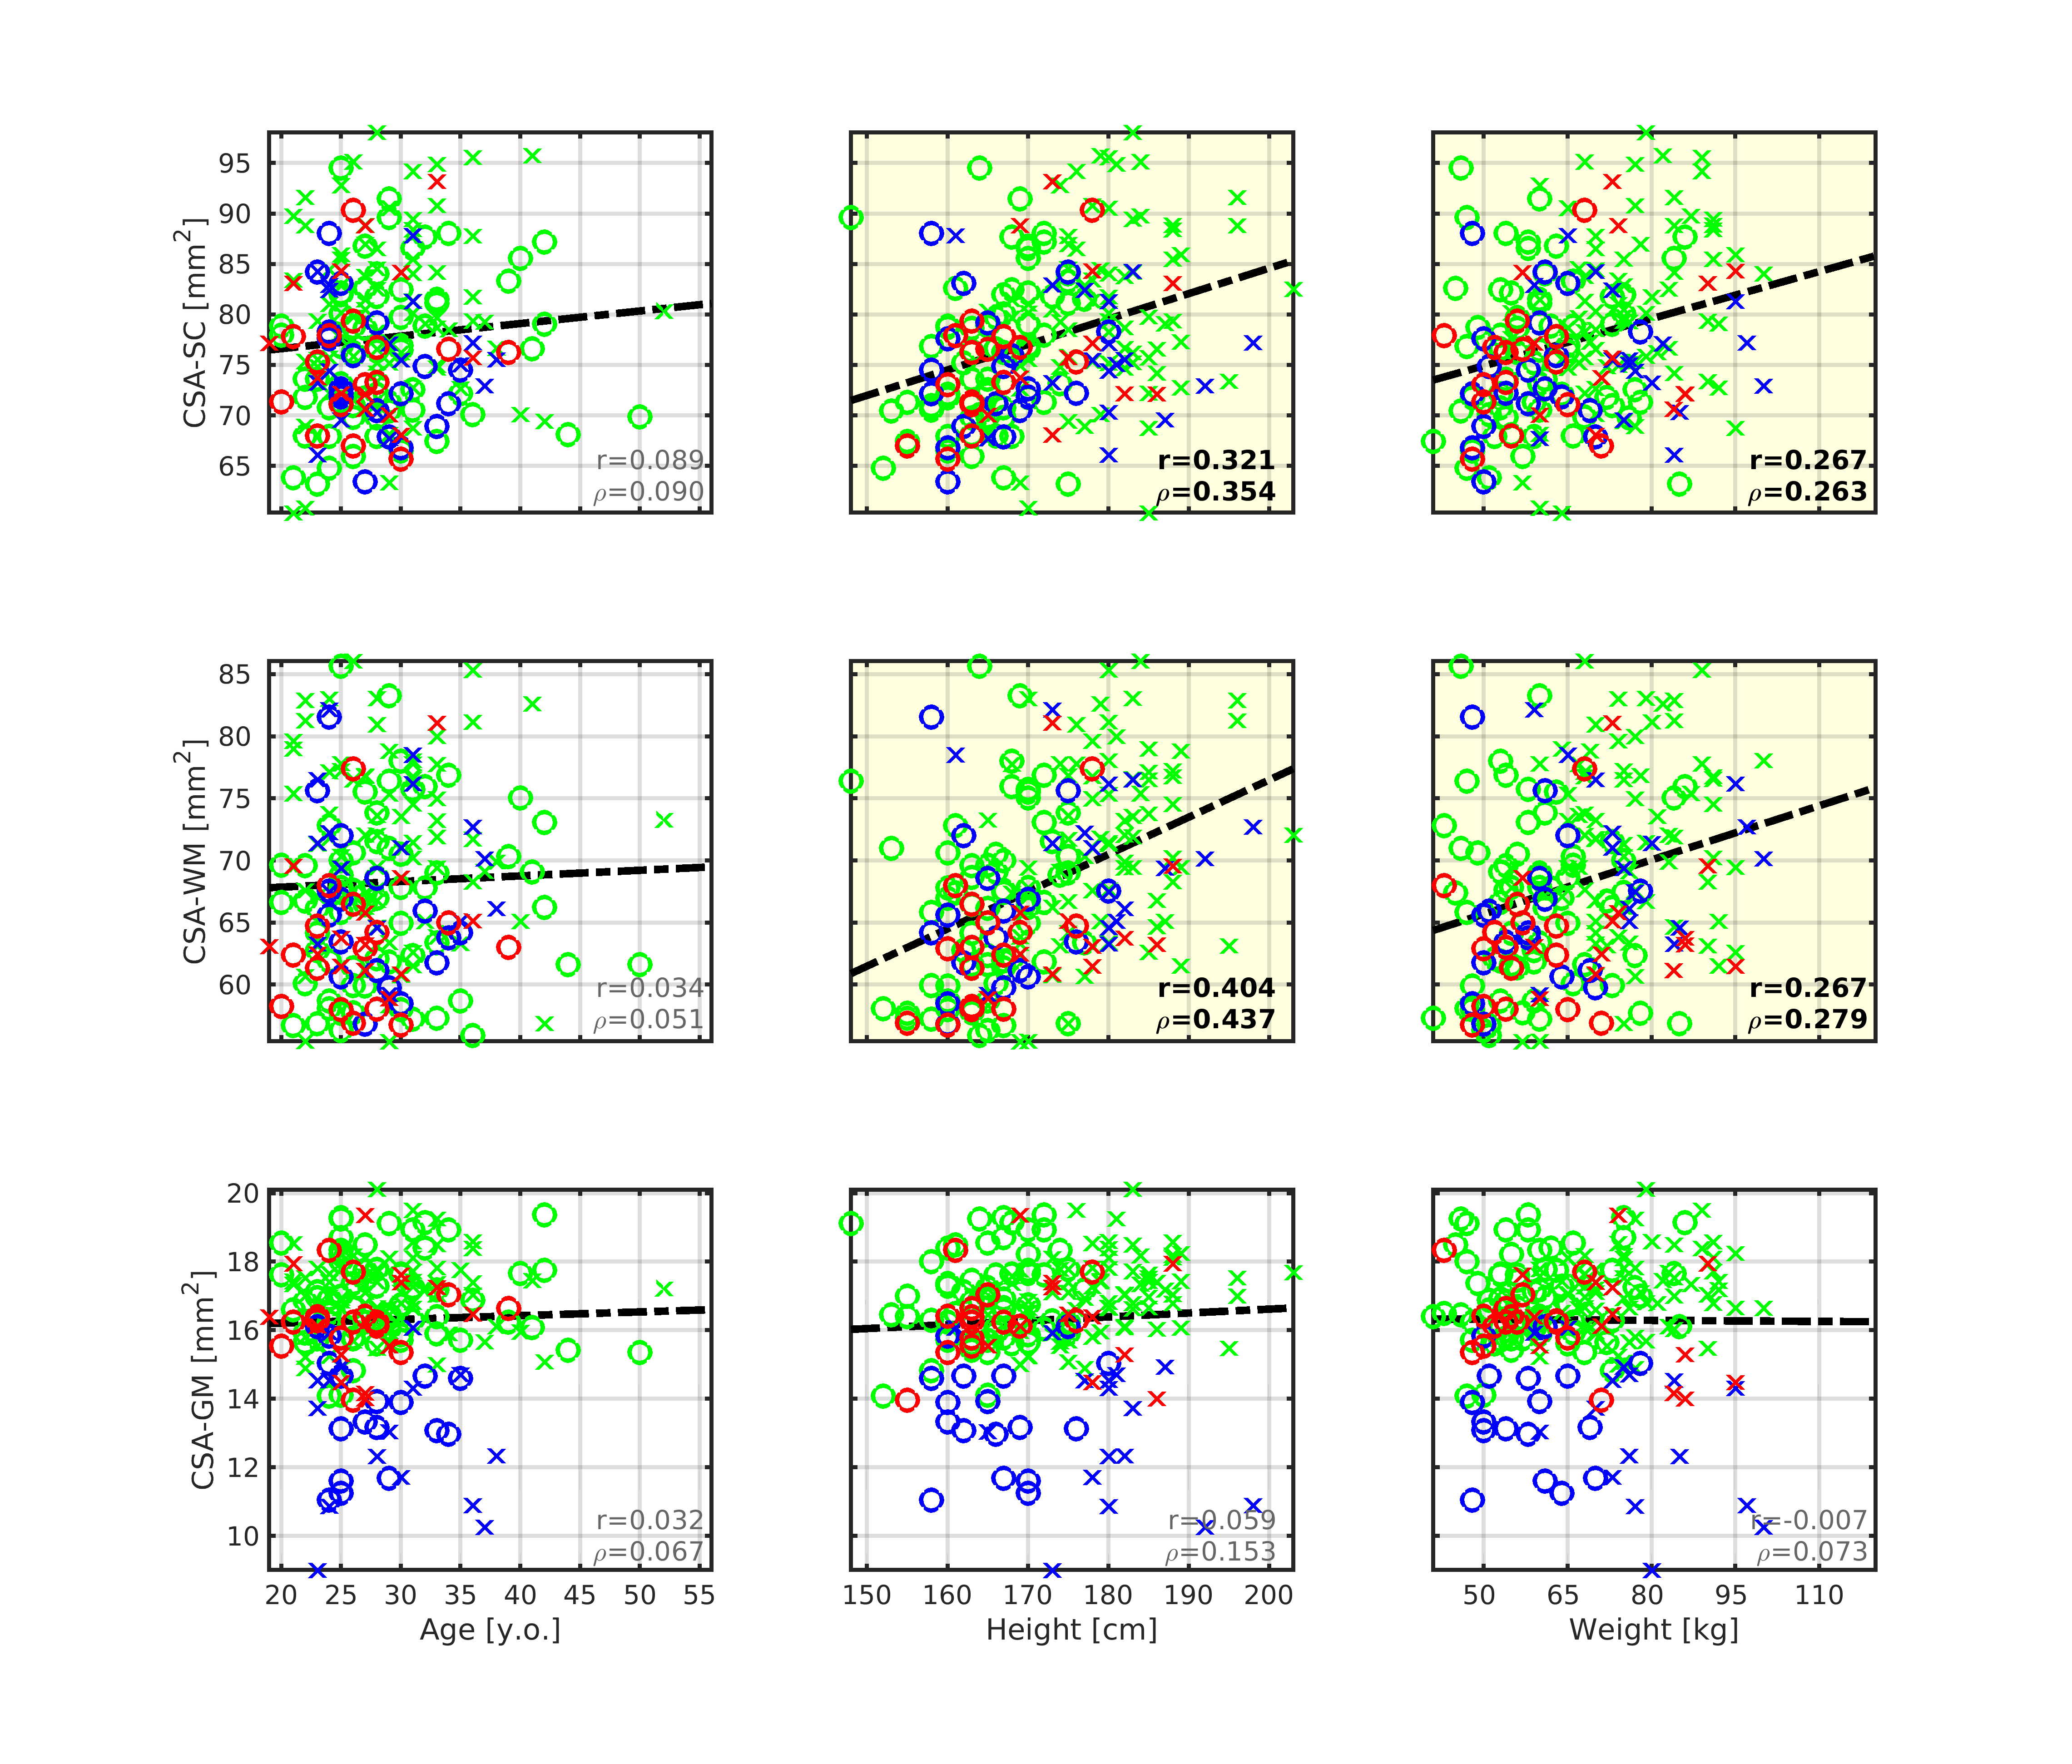 CSA-SC [mm2]
95
90
85
80
75
70
65
r=0.089
ρ=0.090
r=0.321
ρ=0.354
r=0.267
ρ=0.263
CSA-WM [mm2]
85
80
75
70
65
60
r=0.034
ρ=0.051
r=0.404
ρ=0.437
r=0.267
ρ=0.279
CSA-GM [mm2]
20
18
16
14
12
10
r=0.032
ρ=0.067
r=0.059
ρ=0.153
r=-0.007
ρ=0.073
20 25 30 35 40 45 50 55
Age [y.o.]
150 160 170 180 190 200
Height [cm]
50 65 80 95 110
Weight [kg]